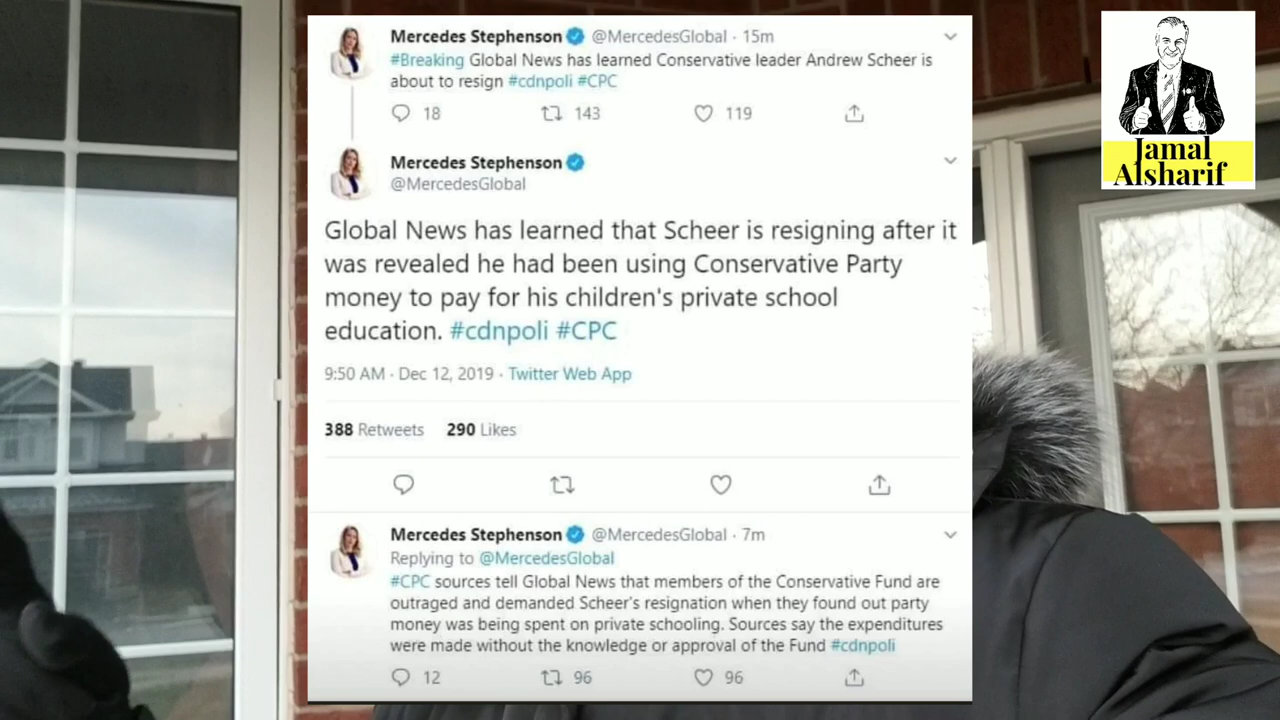 Mercedes Stephenson @MercedesGlobal · 15m
#Breaking Global News has learned Conservative leader Andrew Scheer is
about to resign #cdnpoli #CPC
18 143 119
Mercedes Stephenson
@MercedesGlobal
Global News has learned that Scheer is resigning after it
was revealed he had been using Conservative Party
money to pay for his children's private school
education. #cdnpoli #CPC
9:50 AM · Dec 12, 2019 · Twitter Web App
388 Retweets 290 Likes
Mercedes Stephenson @MercedesGlobal · 7m
Replying to @MercedesGlobal
#CPC sources tell Global News that members of the Conservative Fund are
outraged and demanded Scheer's resignation when they found out party
money was being spent on private schooling. Sources say the expenditures
were made without the knowledge or approval of the Fund #cdnpoli
12 96 96
Jamal
Alsharif